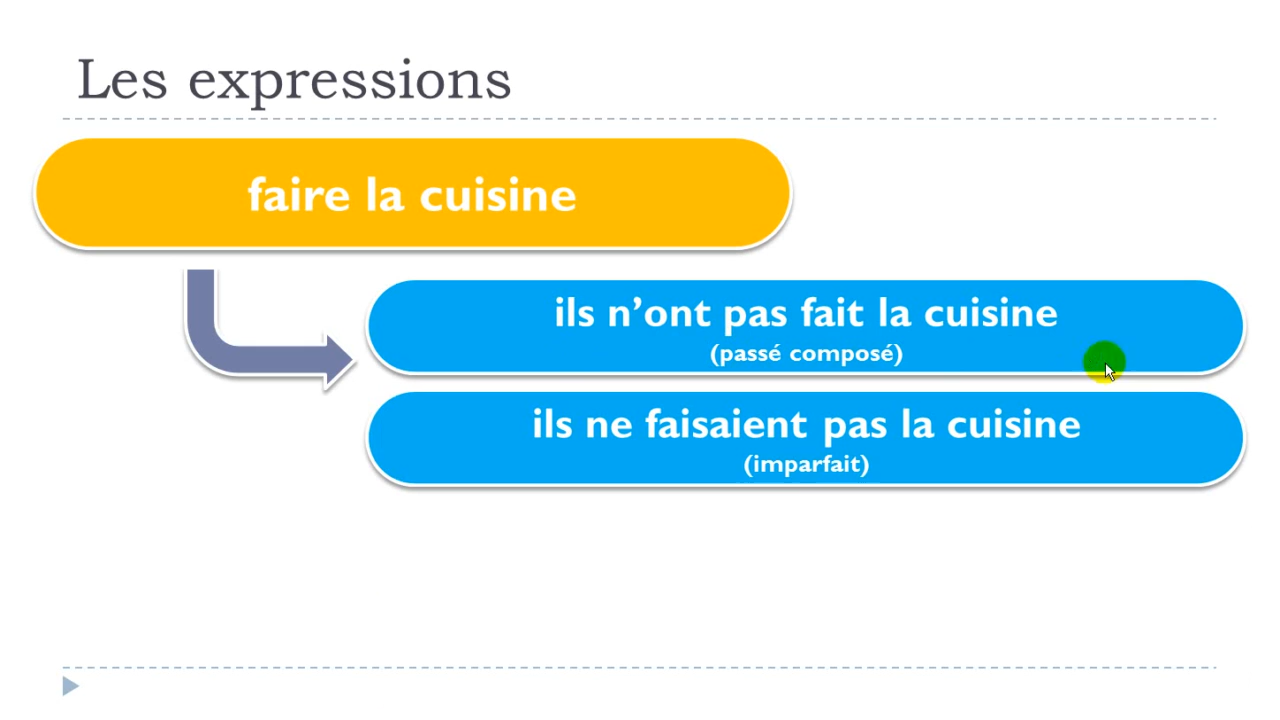 Les expressions
faire la cuisine
ils n’ont pas fait la cuisine
(passé composé)
ils ne faisaient pas la cuisine
(imparfait)